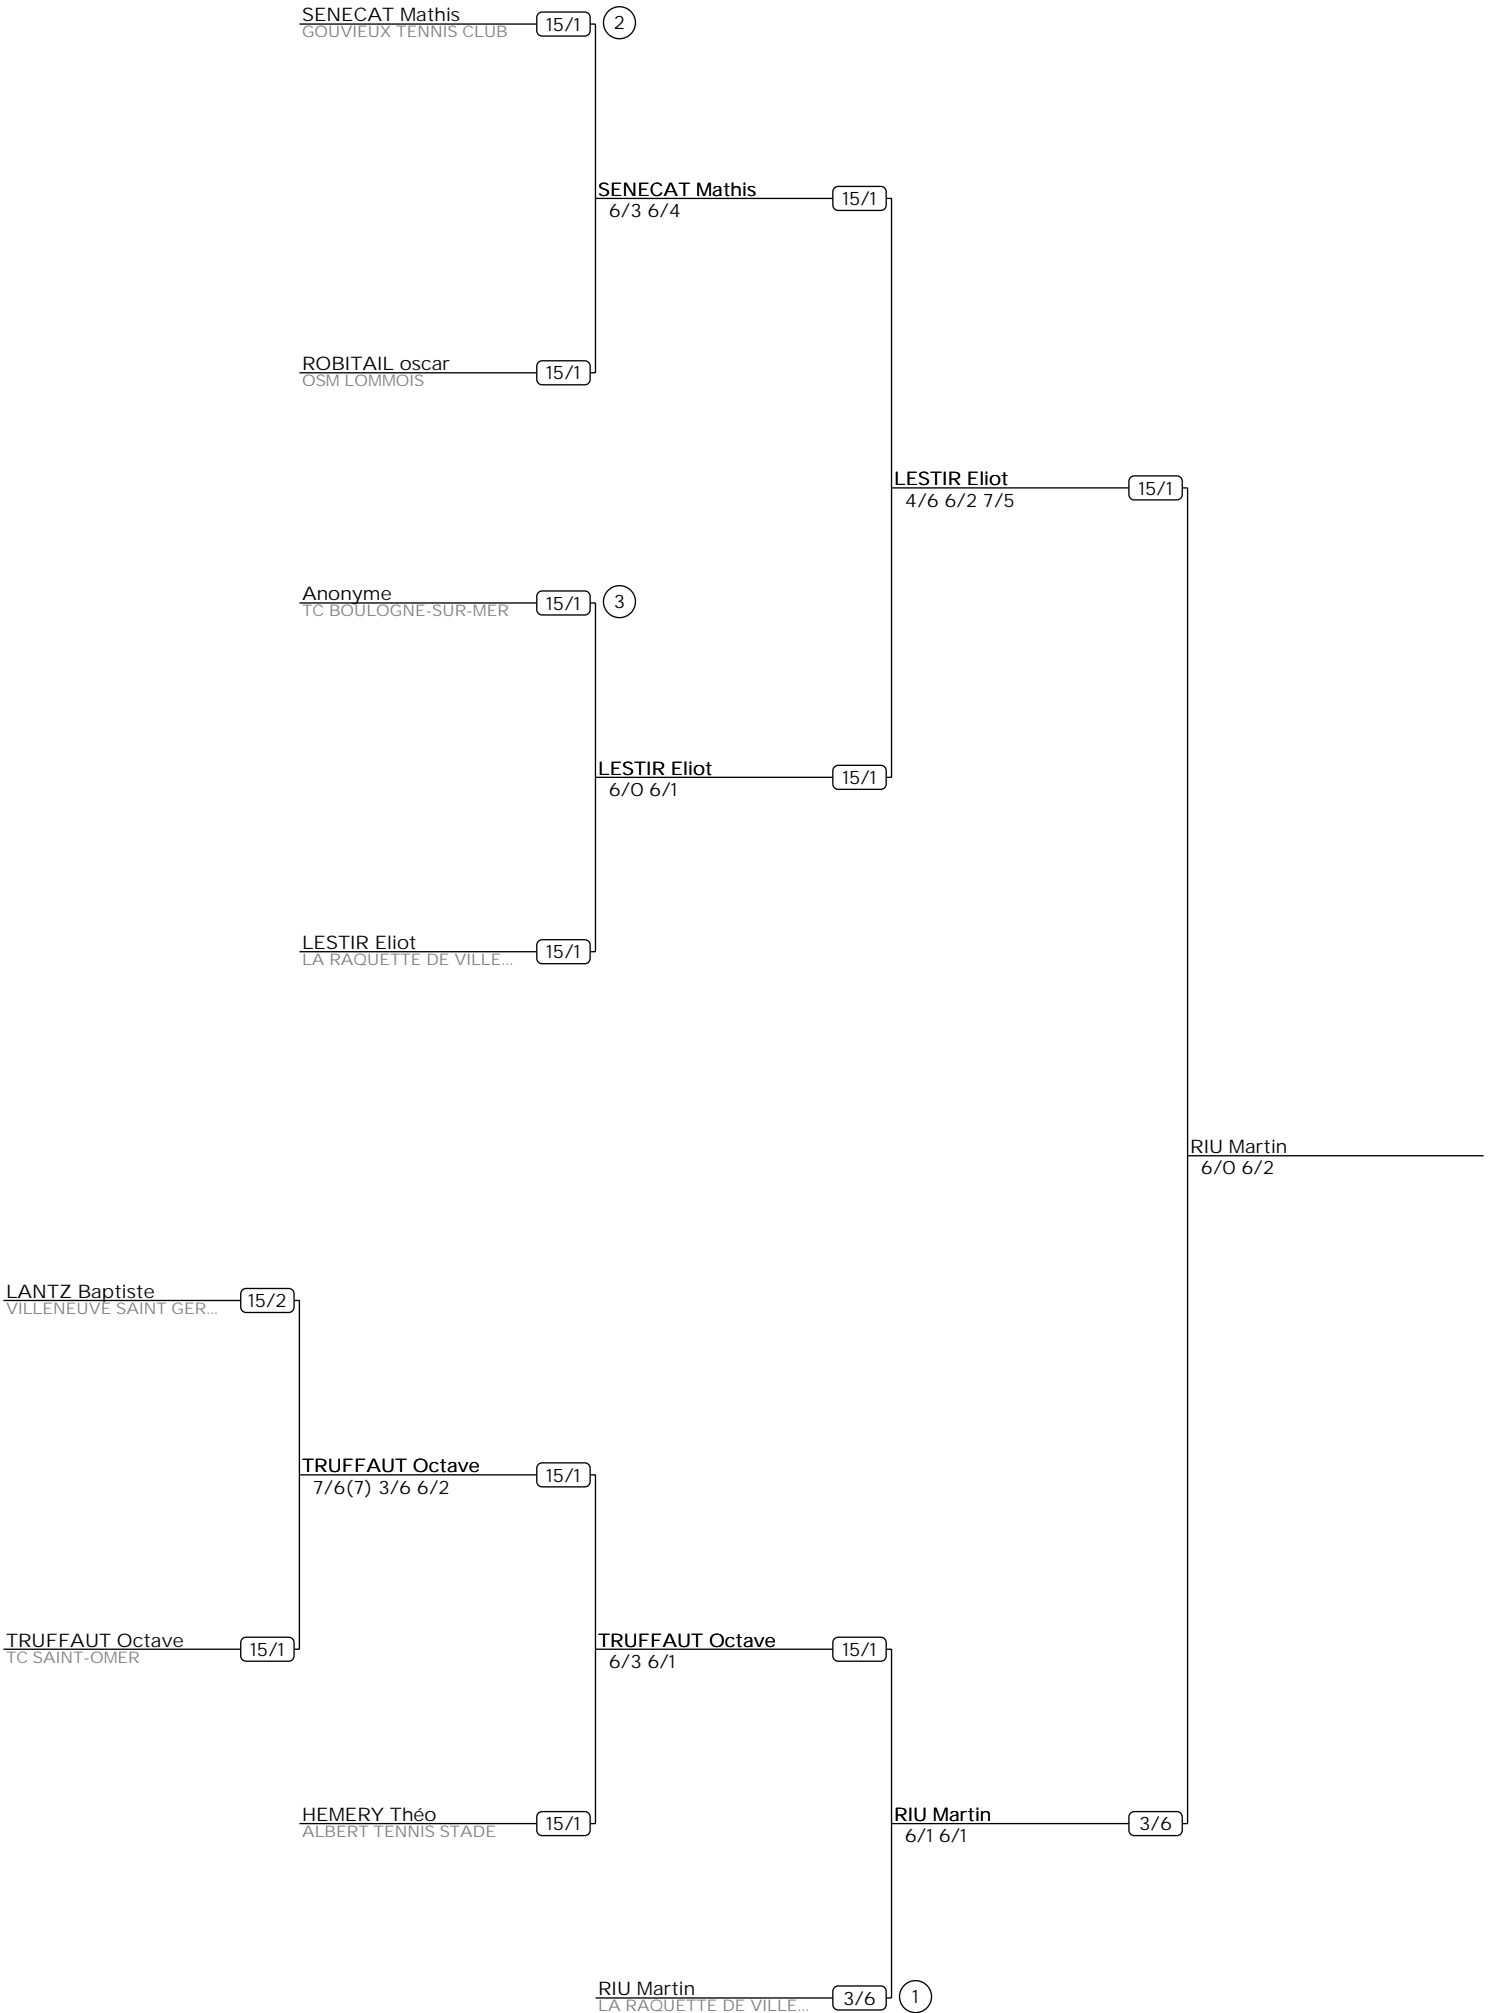 SENECAT Mathis
GOUVIEUX TENNIS CLUB
15/1
2
SENECAT Mathis
6/3 6/4
15/1
ROBITAIL oscar
OSM LOMMOIS
15/1
LESTIR Eliot
4/6 6/2 7/5
15/1
Anonyme
TC BOULOGNE-SUR-MER
15/1
3
LESTIR Eliot
6/0 6/1
15/1
LESTIR Eliot
LA RAQUETTE DE VILLE...
15/1
RIU Martin
6/0 6/2
LANTZ Baptiste
VILLENEUVE SAINT GER...
15/2
TRUFFAUT Octave
7/6(7) 3/6 6/2
15/1
TRUFFAUT Octave
TC SAINT-OMER
15/1
TRUFFAUT Octave
6/3 6/1
15/1
HEMERY Théo
ALBERT TENNIS STADE
15/1
RIU Martin
6/1 6/1
3/6
RIU Martin
LA RAQUETTE DE VILLE...
3/6
1